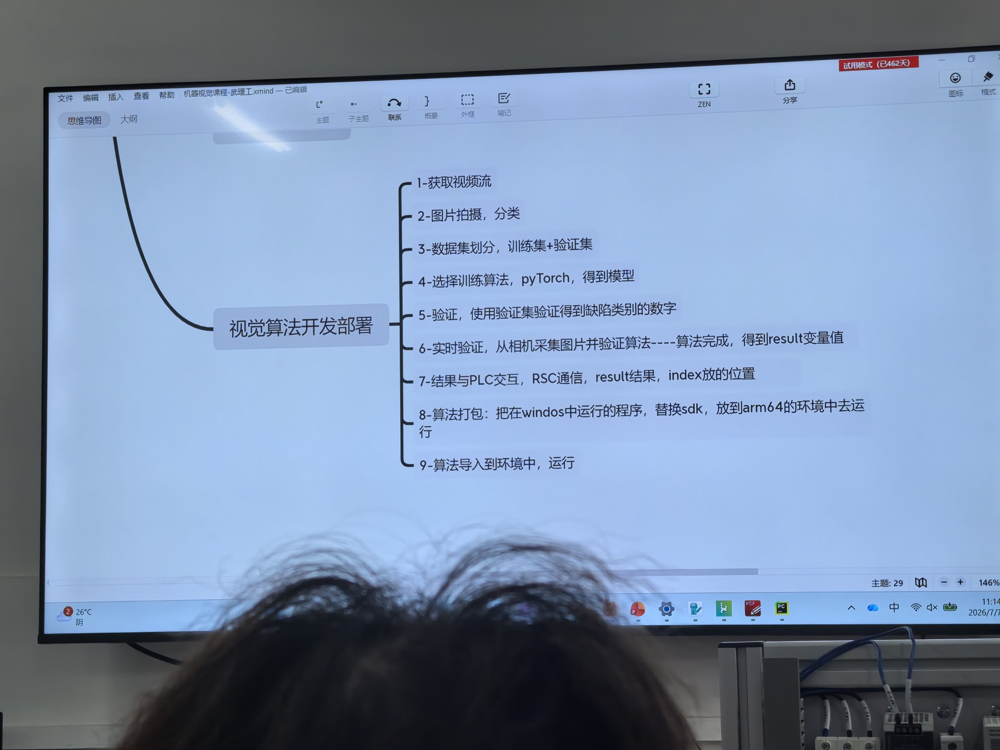 试用模式（已462天）
文件 编辑 插入 查看 帮助 机器视觉课程-武理工.xmind — 已编辑
思维导图 大纲
主题 子主题 联系 概要 外框 笔记 ZEN 分享 图标 格式
1-获取视频流
2-图片拍摄，分类
3-数据集划分，训练集+验证集
4-选择训练算法，pyTorch，得到模型
5-验证，使用验证集验证得到缺陷类别的数字
视觉算法开发部署
6-实时验证，从相机采集图片并验证算法----算法完成，得到result变量值
7-结果与PLC交互，RSC通信，result结果，index放的位置
8-算法打包：把在windos中运行的程序，替换sdk，放到arm64的环境中去运
行
9-算法导入到环境中，运行
主题: 29 146%
2 26°C
阴
P PDF PC 中
11:14
2026/7/7